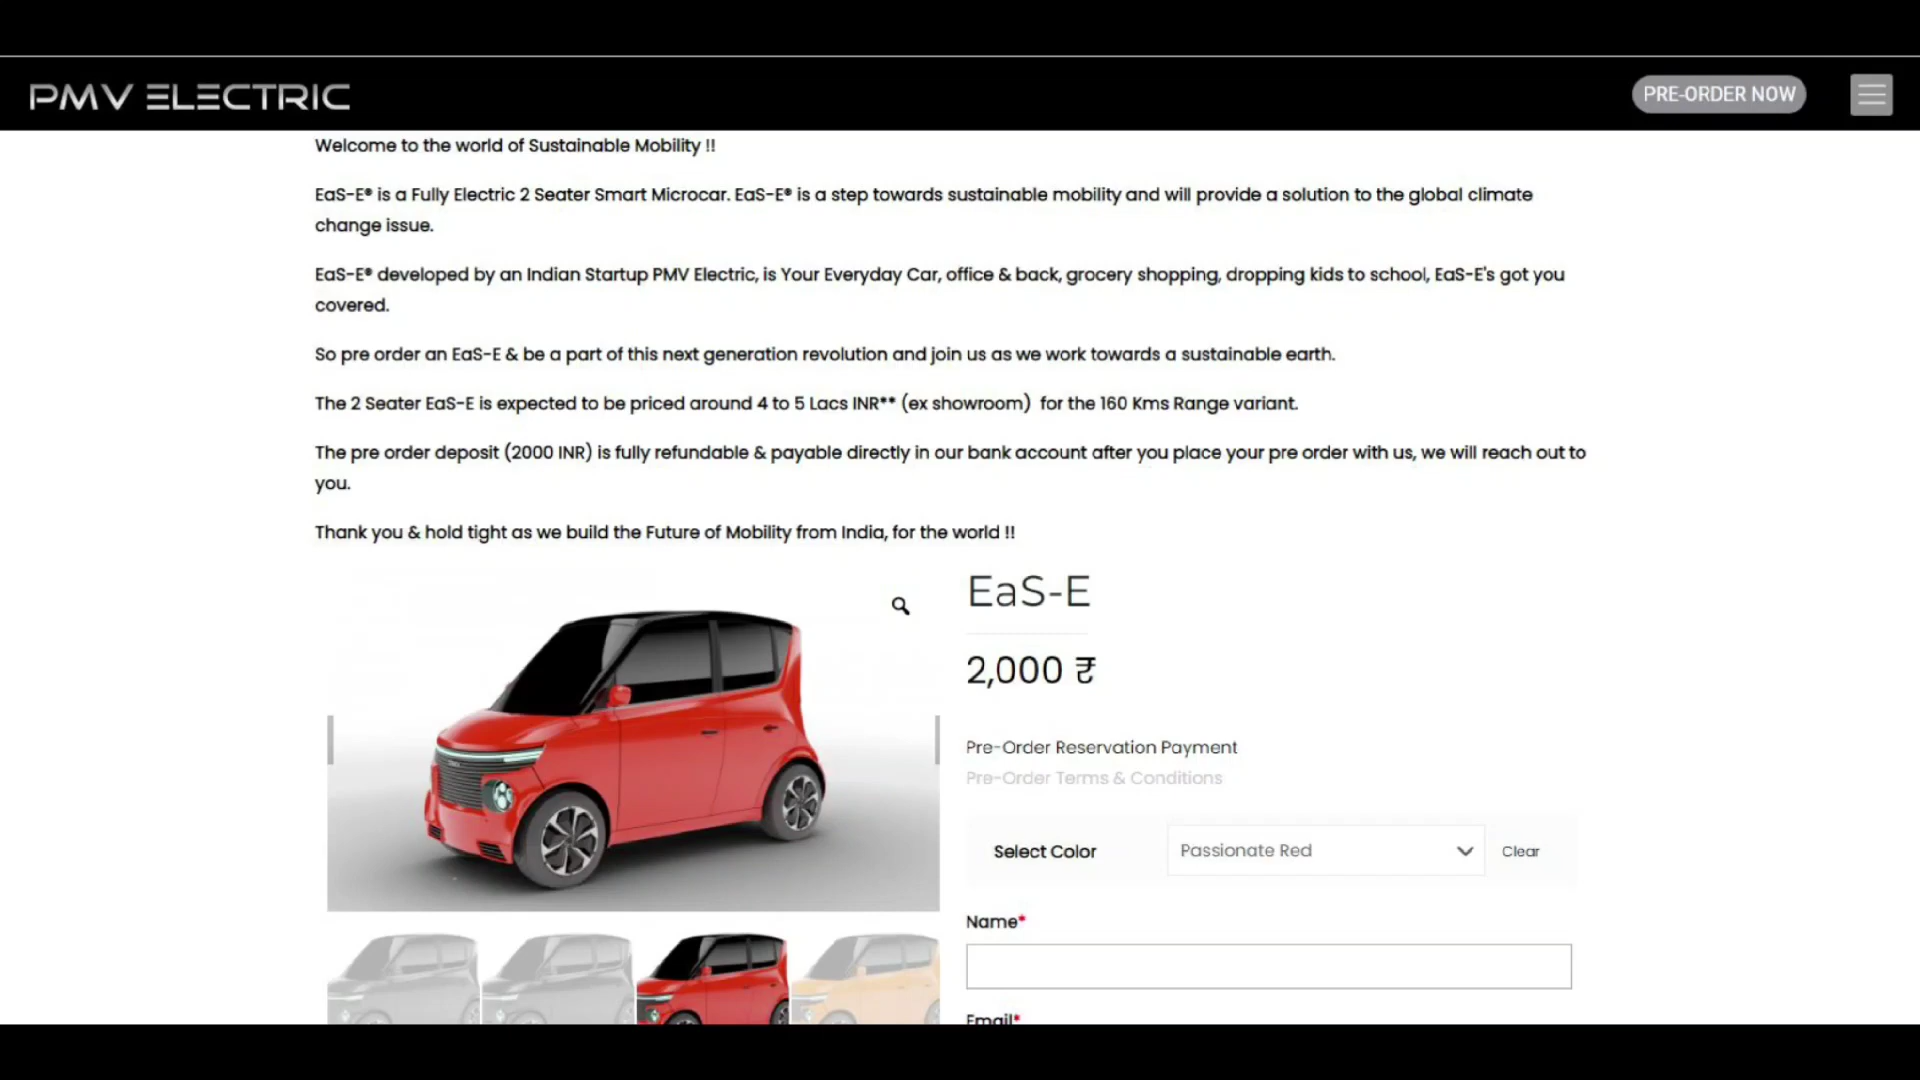 PMV ELECTRIC
PRE-ORDER NOW
Welcome to the world of Sustainable Mobility !!
EaS-E® is a Fully Electric 2 Seater Smart Microcar. EaS-E® is a step towards sustainable mobility and will provide a solution to the global climate
change issue.
EaS-E® developed by an Indian Startup PMV Electric, is Your Everyday Car, office & back, grocery shopping, dropping kids to school, EaS-E's got you
covered.
So pre order an EaS-E & be a part of this next generation revolution and join us as we work towards a sustainable earth.
The 2 Seater EaS-E is expected to be priced around 4 to 5 Lacs INR** (ex showroom) for the 160 Kms Range variant.
The pre order deposit (2000 INR) is fully refundable & payable directly in our bank account after you place your pre order with us, we will reach out to
you.
Thank you & hold tight as we build the Future of Mobility from India, for the world !!
EaS-E
2,000 ₹
Pre-Order Reservation Payment
Pre-Order Terms & Conditions
Select Color
Passionate Red
Clear
Name*
Email*